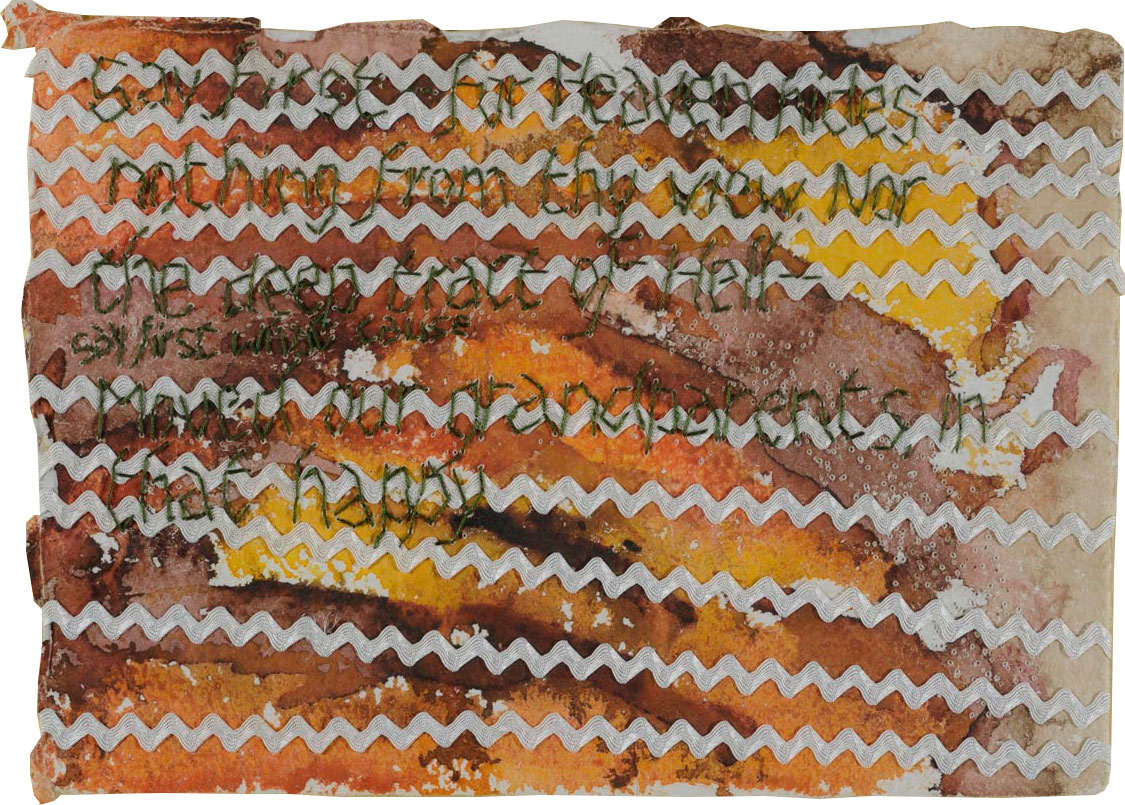 Say first — for Heaven hides
nothing from thy view, Nor
the deep tract of Hell —
say first what cause
Moved our grandparents, in
that happy